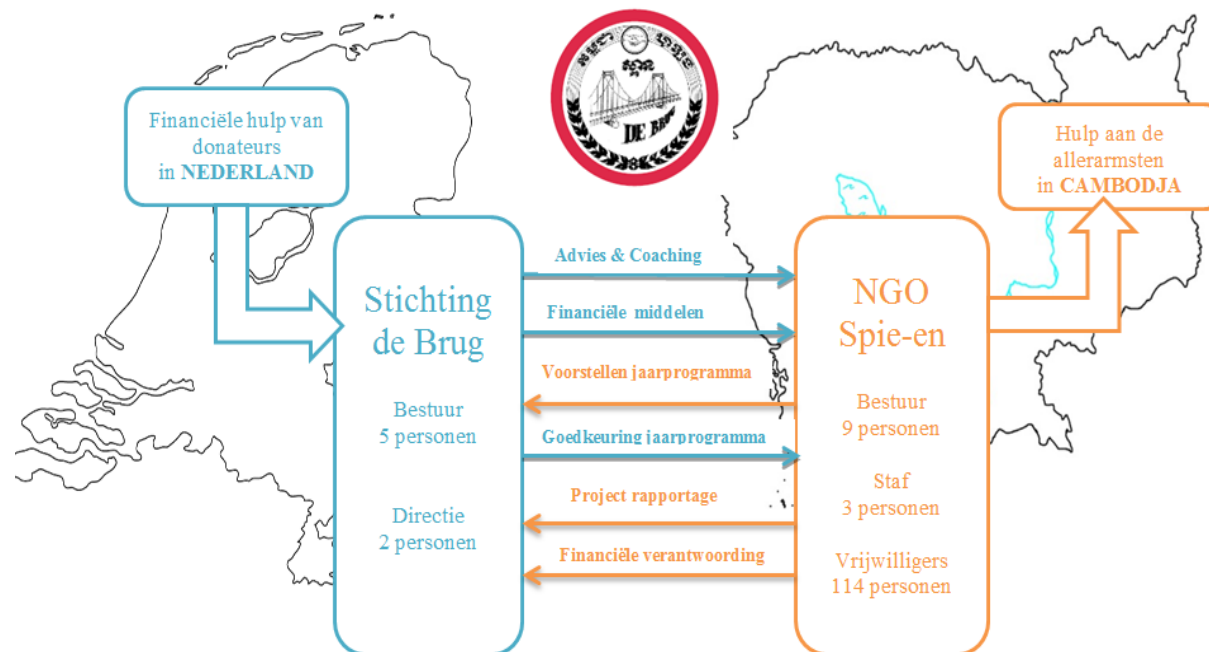 DE BRUG
Financiële hulp van
donateurs
in NEDERLAND
Hulp aan de
allerarmsten
in CAMBODJA
Stichting
de Brug
Bestuur
5 personen
Directie
2 personen
Advies & Coaching
Financiële middelen
Voorstellen jaarprogramma
Goedkeuring jaarprogramma
Project rapportage
Financiële verantwoording
NGO
Spie-en
Bestuur
9 personen
Staf
3 personen
Vrijwilligers
114 personen